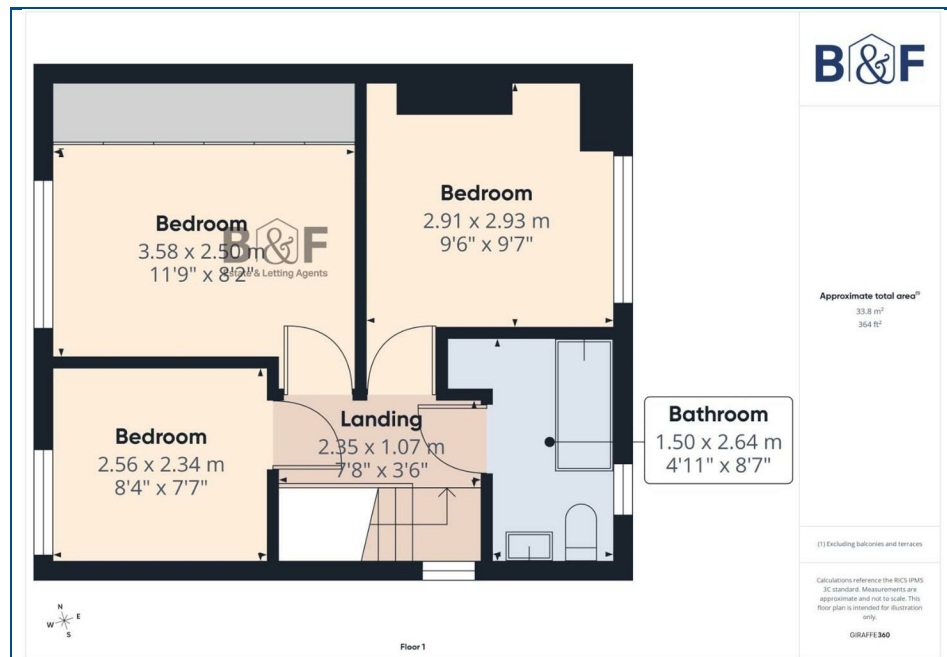 B&F
Bedroom
3.58 x 2.50 m
11'9" x 8'2"
B&F
Estate & Letting Agents
Bedroom
2.91 x 2.93 m
9'6" x 9'7"
Bedroom
2.56 x 2.34 m
8'4" x 7'7"
Landing
2.35 x 1.07 m
7'8" x 3'6"
Bathroom
1.50 x 2.64 m
4'11" x 8'7"
N
E
W
S
Floor 1
Approximate total area(1)
33.8 m²
364 ft²
(1) Excluding balconies and terraces
Calculations reference the RICS IPMS
3C standard. Measurements are
approximate and not to scale. This
floor plan is intended for illustration
only.
GIRAFFE360